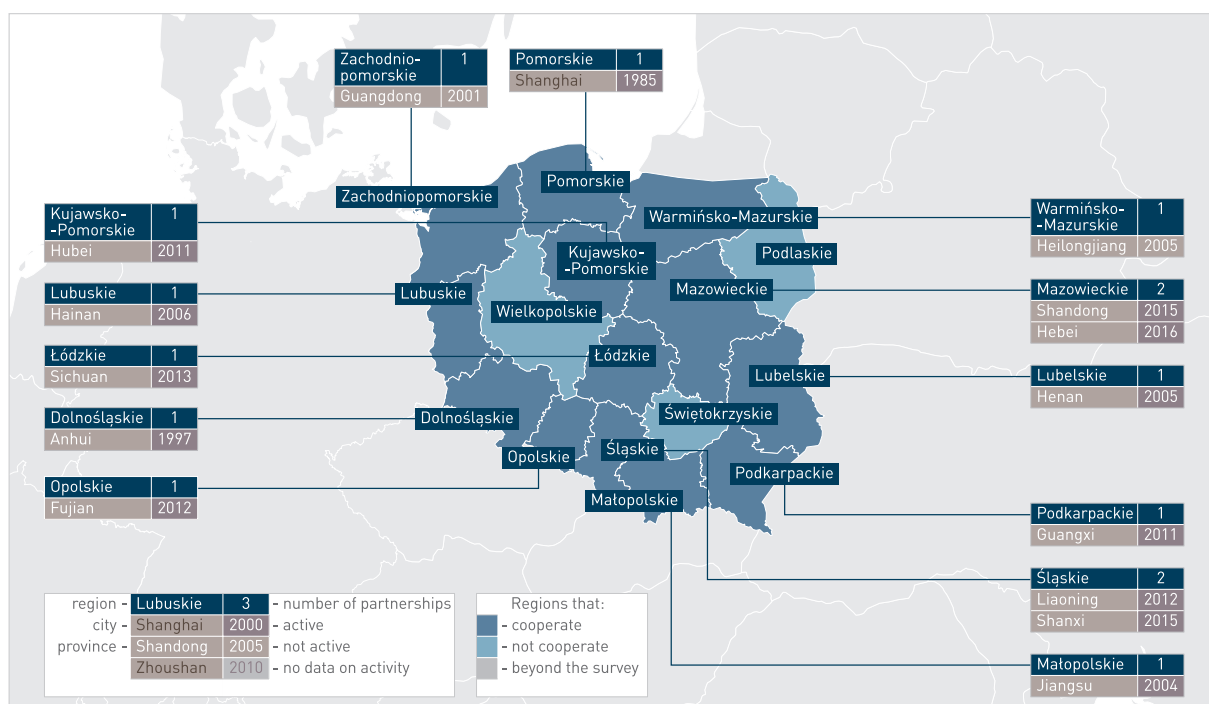 Zachodnio- 1
pomorskie
Guangdong 2001
Pomorskie 1
Shanghai 1985
Kujawsko- 1
-Pomorskie
Hubei 2011
Lubuskie 1
Hainan 2006
Łódzkie 1
Sichuan 2013
Dolnośląskie 1
Anhui 1997
Opolskie 1
Fujian 2012
Zachodniopomorskie
Pomorskie
Warmińsko-Mazurskie
Podlaskie
Kujawsko-
-Pomorskie
Lubuskie
Mazowieckie
Wielkopolskie
Łódzkie
Lubelskie
Dolnośląskie
Świętokrzyskie
Opolskie
Śląskie
Podkarpackie
Małopolskie
Warmińsko- 1
-Mazurskie
Heilongjiang 2005
Mazowieckie 2
Shandong 2015
Hebei 2016
Lubelskie 1
Henan 2005
Podkarpackie 1
Guangxi 2011
Śląskie 2
Liaoning 2012
Shanxi 2015
Małopolskie 1
Jiangsu 2004
region - Lubuskie 3 - number of partnerships
city - Shanghai 2000 - active
province - Shandong 2005 - not active
Zhoushan 2010 - no data on activity
Regions that:
- cooperate
- not cooperate
- beyond the survey